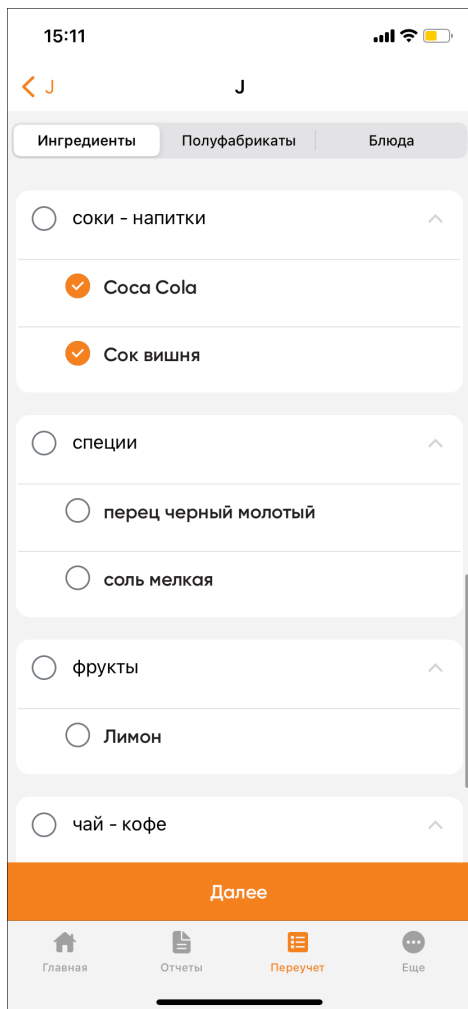 15:11
J
J
Ингредиенты Полуфабрикаты Блюда
соки - напитки
Coca Cola
Сок вишня
специи
перец черный молотый
соль мелкая
фрукты
Лимон
чай - кофе
Далее
Главная Отчеты Переучет Еще